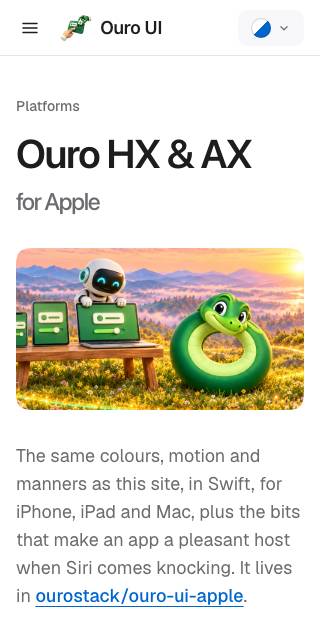 Ouro UI
Platforms
Ouro HX & AX
for Apple
The same colours, motion and
manners as this site, in Swift, for
iPhone, iPad and Mac, plus the bits
that make an app a pleasant host
when Siri comes knocking. It lives
in ourostack/ouro-ui-apple.